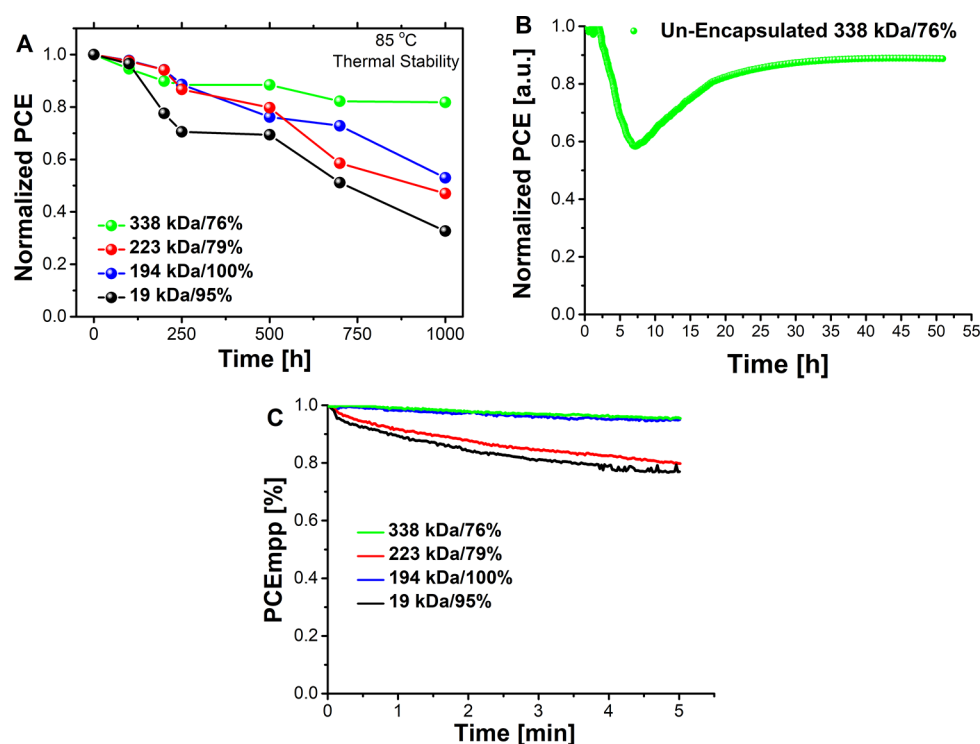 A
85 °C
Thermal Stability
Normalized PCE
1.0
0.8
0.6
0.4
0.2
0.0
338 kDa/76%
223 kDa/79%
194 kDa/100%
19 kDa/95%
0
250
500
750
1000
Time [h]
B
Un-Encapsulated 338 kDa/76%
Normalized PCE [a.u.]
1.0
0.8
0.6
0.4
0.2
0.0
0
5
10
15
20
25
30
35
40
45
50
55
Time [h]
C
PCEmpp [%]
1.0
0.8
0.6
0.4
0.2
0.0
338 kDa/76%
223 kDa/79%
194 kDa/100%
19 kDa/95%
0
1
2
3
4
5
Time [min]